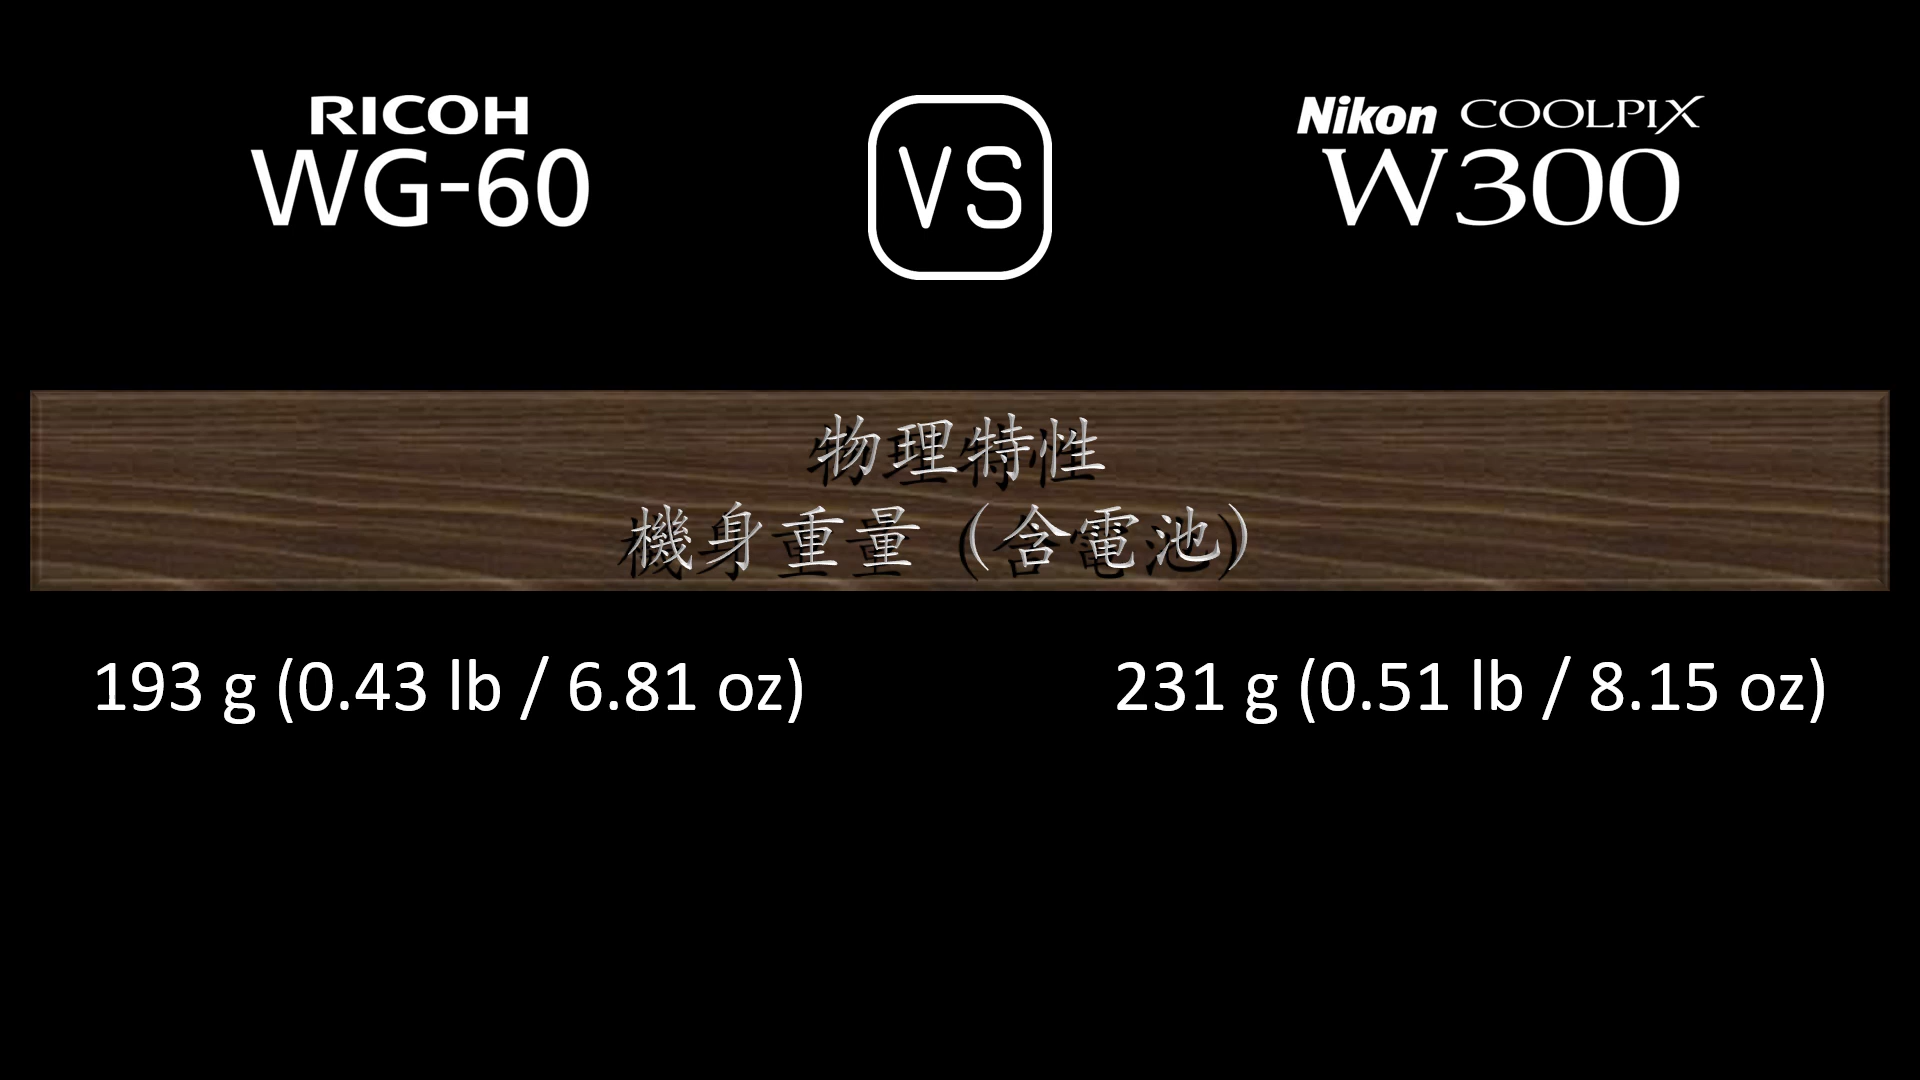 RICOH
WG-60
VS
Nikon COOLPIX
W300
物理特性
機身重量（含電池）
193 g (0.43 lb / 6.81 oz)
231 g (0.51 lb / 8.15 oz)